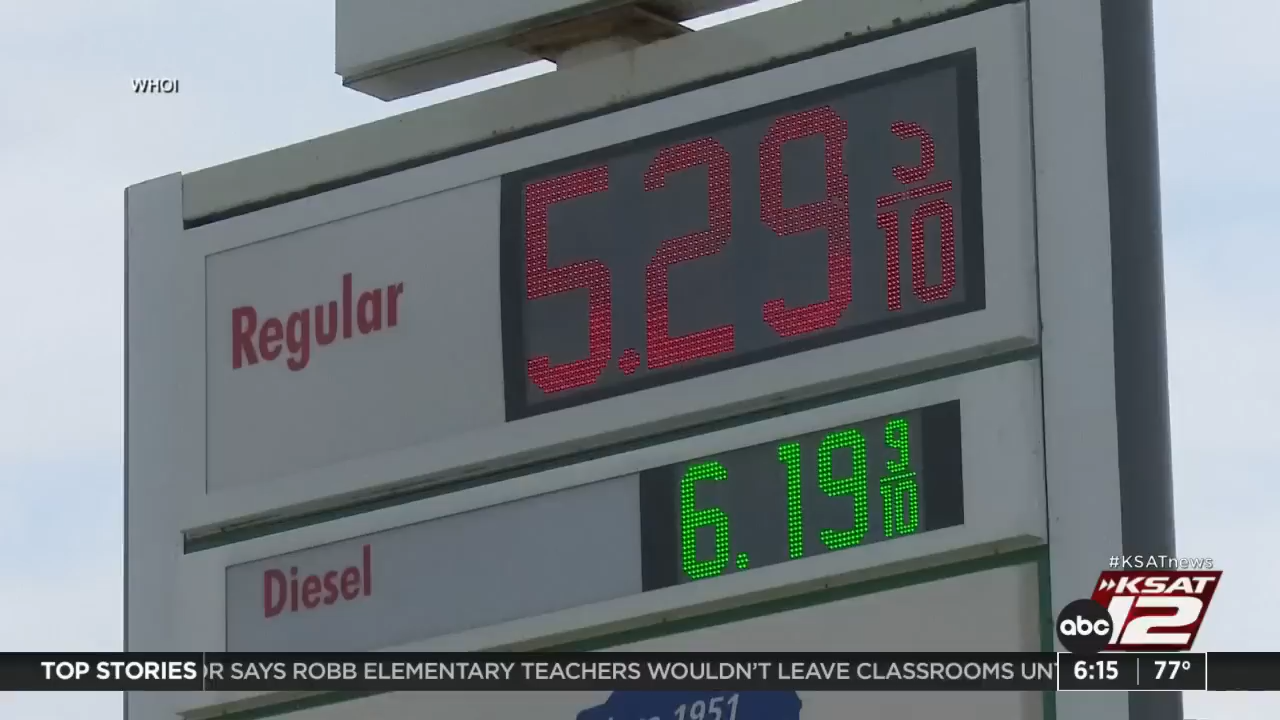 WHOI
Regular
5.29 9/10
Diesel
6.19 9/10
#KSATnews
KSAT
abc 12
TOP STORIES OR SAYS ROBB ELEMENTARY TEACHERS WOULDN'T LEAVE CLASSROOMS UN 6:15 77°
1951